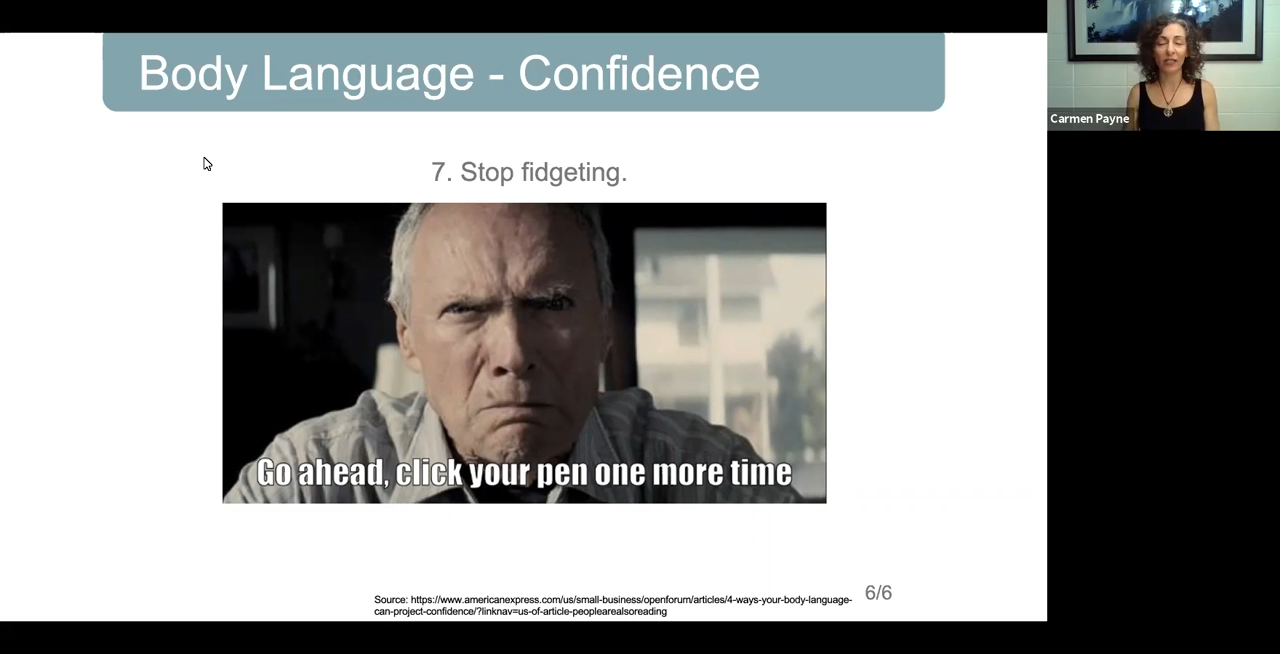 Body Language - Confidence
Carmen Payne
7. Stop fidgeting.
Go ahead, click your pen one more time
6/6
Source: https://www.americanexpress.com/us/small-business/openforum/articles/4-ways-your-body-language-
can-project-confidence/?linknav=us-of-article-peoplearealsoreading